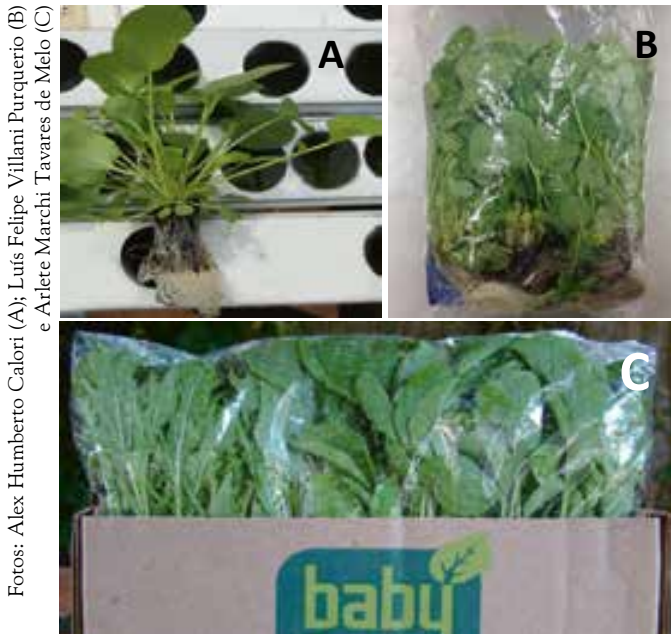 Fotos: Alex Humberto Calori (A); Luís Felipe Villani Purquerio (B)
e Arlete Marchi Tavares de Melo (C)
A
B
C
baby